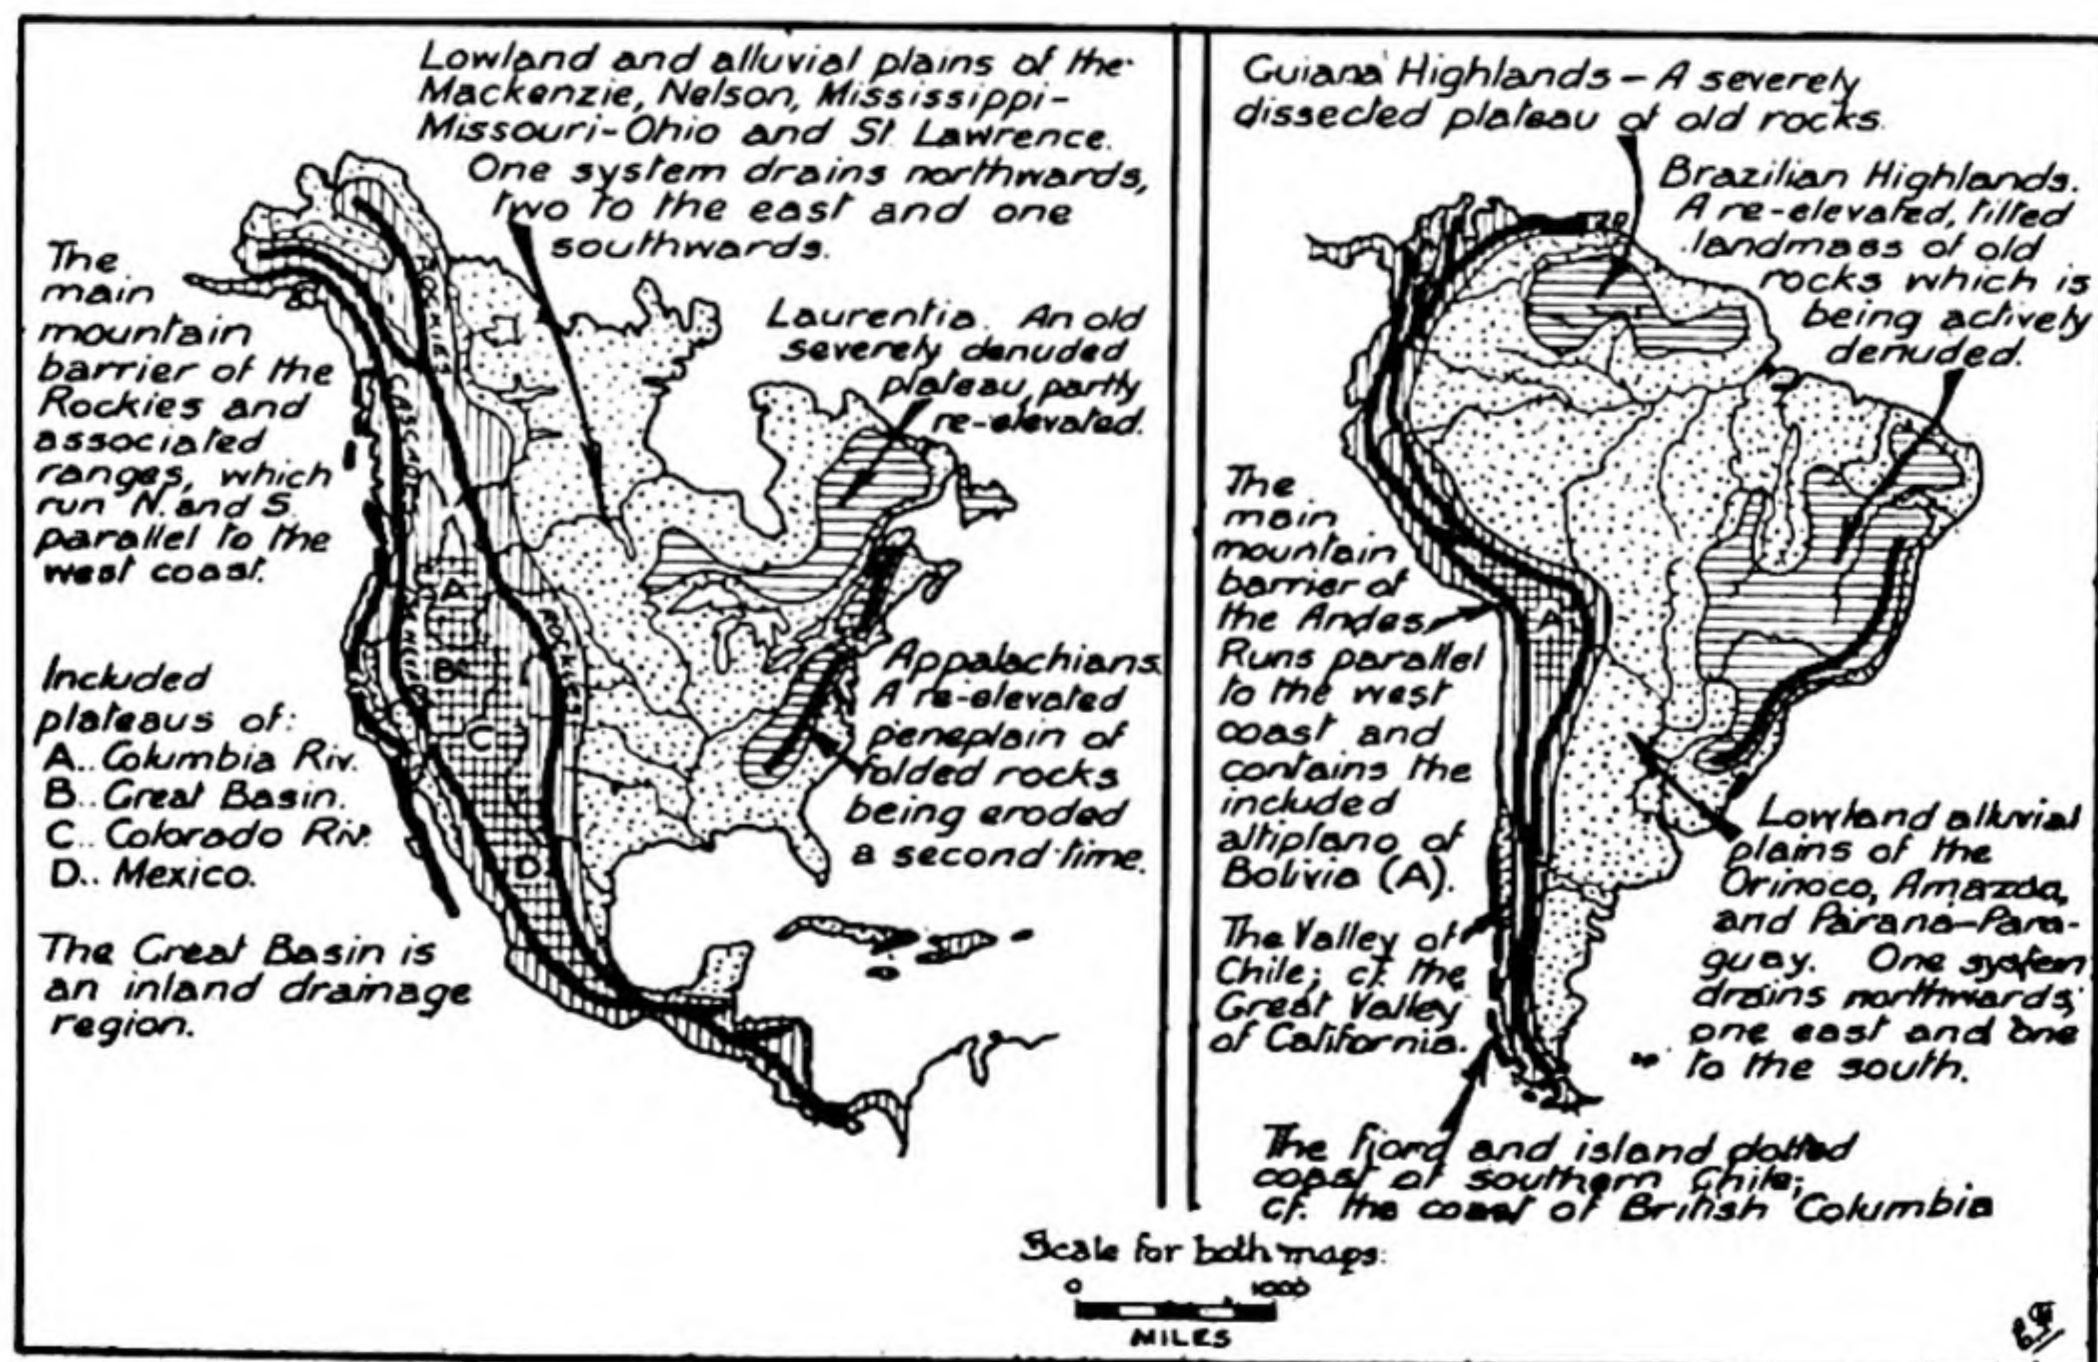 Lowland and alluvial plains of the
Mackenzie, Nelson, Mississippi-
Missouri-Ohio and St Lawrence.
One system drains northwards,
two to the east and one
southwards.
The
main
mountain
barrier of the
Rockies and
associated
ranges, which
run N. and S.
parallel to the
west coast.
Laurentia. An old
severely denuded
plateau, partly
re-elevated.
ROCKIES
CASCADES
ROCKIES
A
B
C
D
Included
plateaus of:
A.. Columbia Riv.
B.. Great Basin.
C.. Colorado Riv.
D.. Mexico.
The Great Basin is
an inland drainage
region.
Appalachians.
A re-elevated
peneplain of
folded rocks
being eroded
a second time.
Guiana Highlands - A severely
dissected plateau of old rocks.
Brazilian Highlands.
A re-elevated, tilted
landmass of old
rocks which is
being actively
denuded.
The
main
mountain
barrier of
the Andes,
Runs parallel
to the west
coast and
contains the
included
altiplano of
Bolivia (A).
A
The Valley of
Chile; cf. the
Great Valley
of California.
Lowland alluvial
plains of the
Orinoco, Amazon,
and Parana-Para-
guay. One system
drains northwards,
one east and one
to the south.
The fjord and island dotted
coast of southern Chile;
cf. the coast of British Columbia
Scale for both maps:
0 1000
MILES